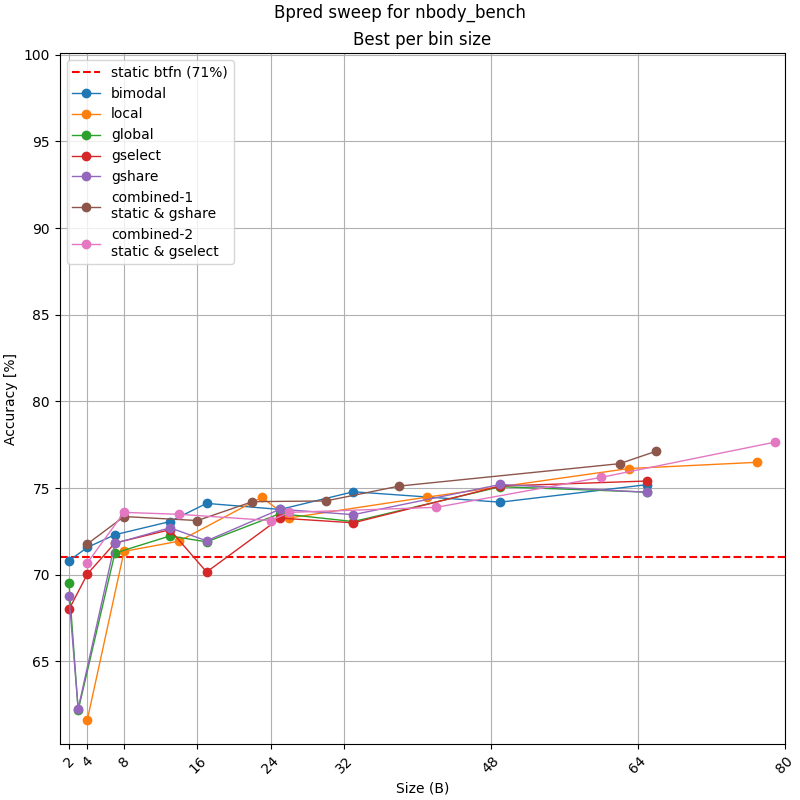 Bpred sweep for nbody_bench
Best per bin size
static btfn (71%)
bimodal
local
global
gselect
gshare
combined-1
static & gshare
combined-2
static & gselect
100
95
90
85
80
75
70
65
Accuracy [%]
2 4 8 16 24 32 48 64 80
Size (B)